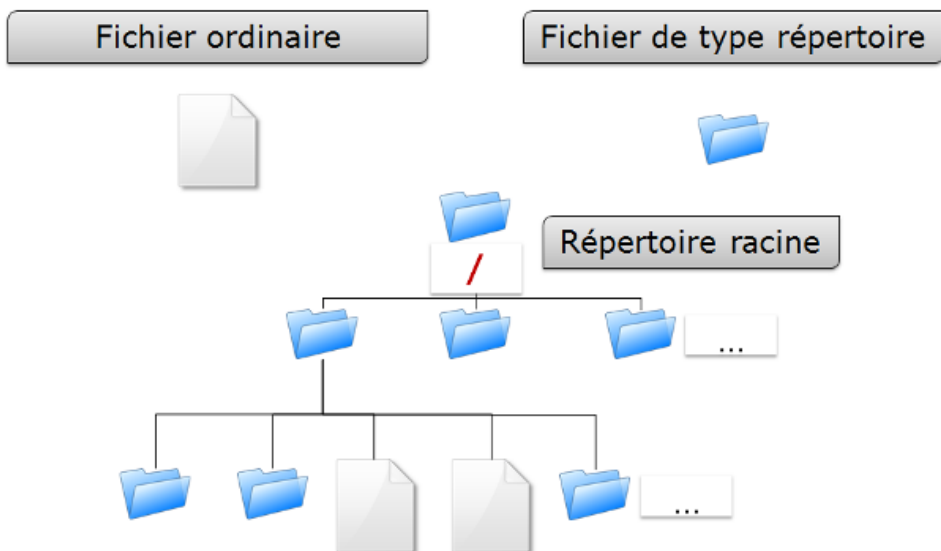 Fichier ordinaire
Fichier de type répertoire
Répertoire racine
/
...
...